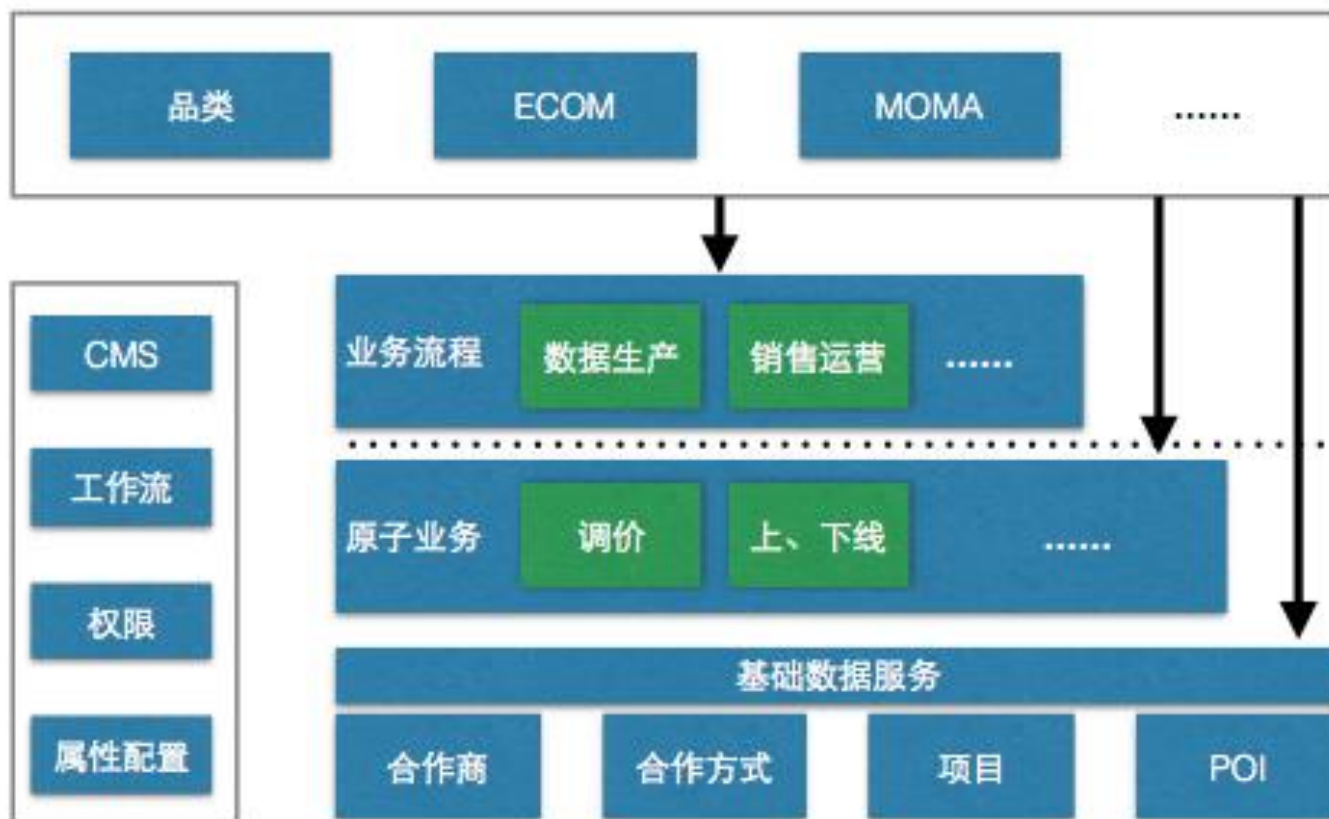 品类
ECOM
MOMA
……
CMS
工作流
权限
属性配置
业务流程
数据生产
销售运营
……
原子业务
调价
上、下线
……
基础数据服务
合作商
合作方式
项目
POI